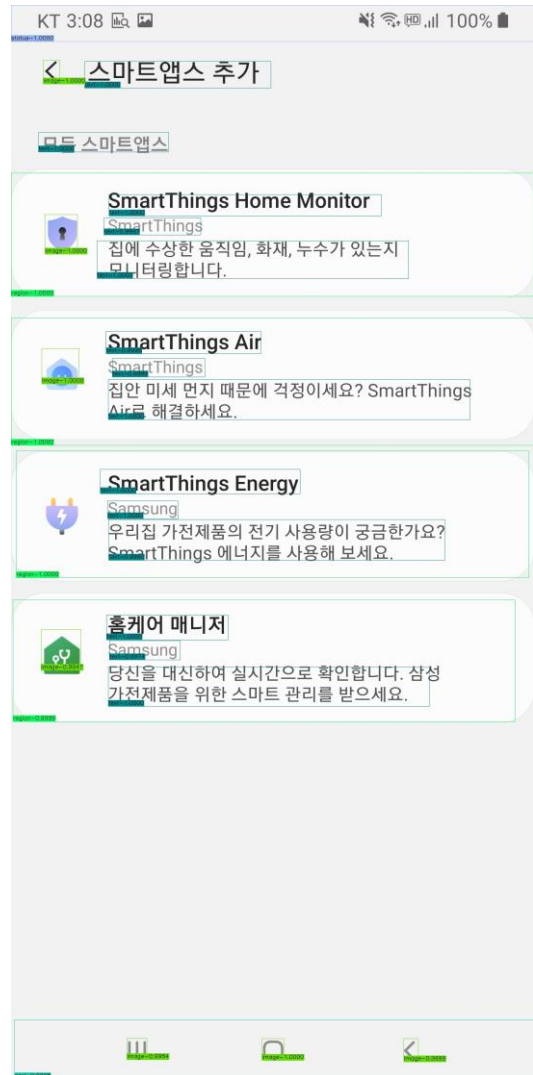 KT 3:08 HD 100%
스마트앱스 추가
모든 스마트앱스
SmartThings Home Monitor
SmartThings
집에 수상한 움직임, 화재, 누수가 있는지
모니터링합니다.
SmartThings Air
SmartThings
집안 미세 먼지 때문에 걱정이세요? SmartThings
Air로 해결하세요.
SmartThings Energy
Samsung
우리집 가전제품의 전기 사용량이 궁금한가요?
SmartThings 에너지를 사용해 보세요.
홈케어 매니저
Samsung
당신을 대신하여 실시간으로 확인합니다. 삼성
가전제품을 위한 스마트 관리를 받으세요.